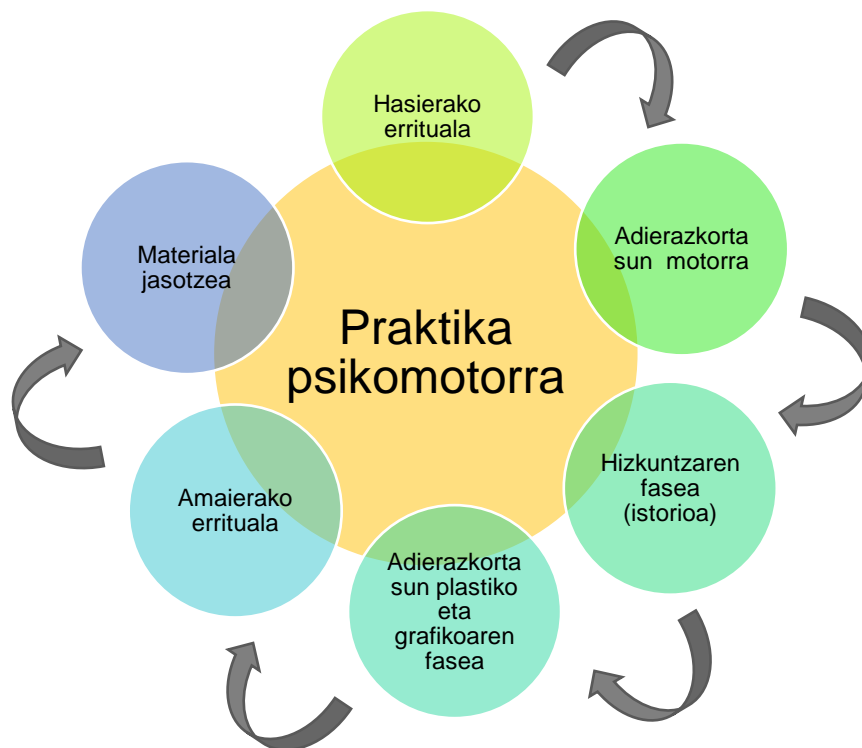 Hasierako
errituala
Adierazkorta
sun motorra
Hizkuntzaren
fasea
(istorioa)
Adierazkorta
sun plastiko
eta
grafikoaren
fasea
Amaierako
errituala
Materiala
jasotzea
Praktika
psikomotorra